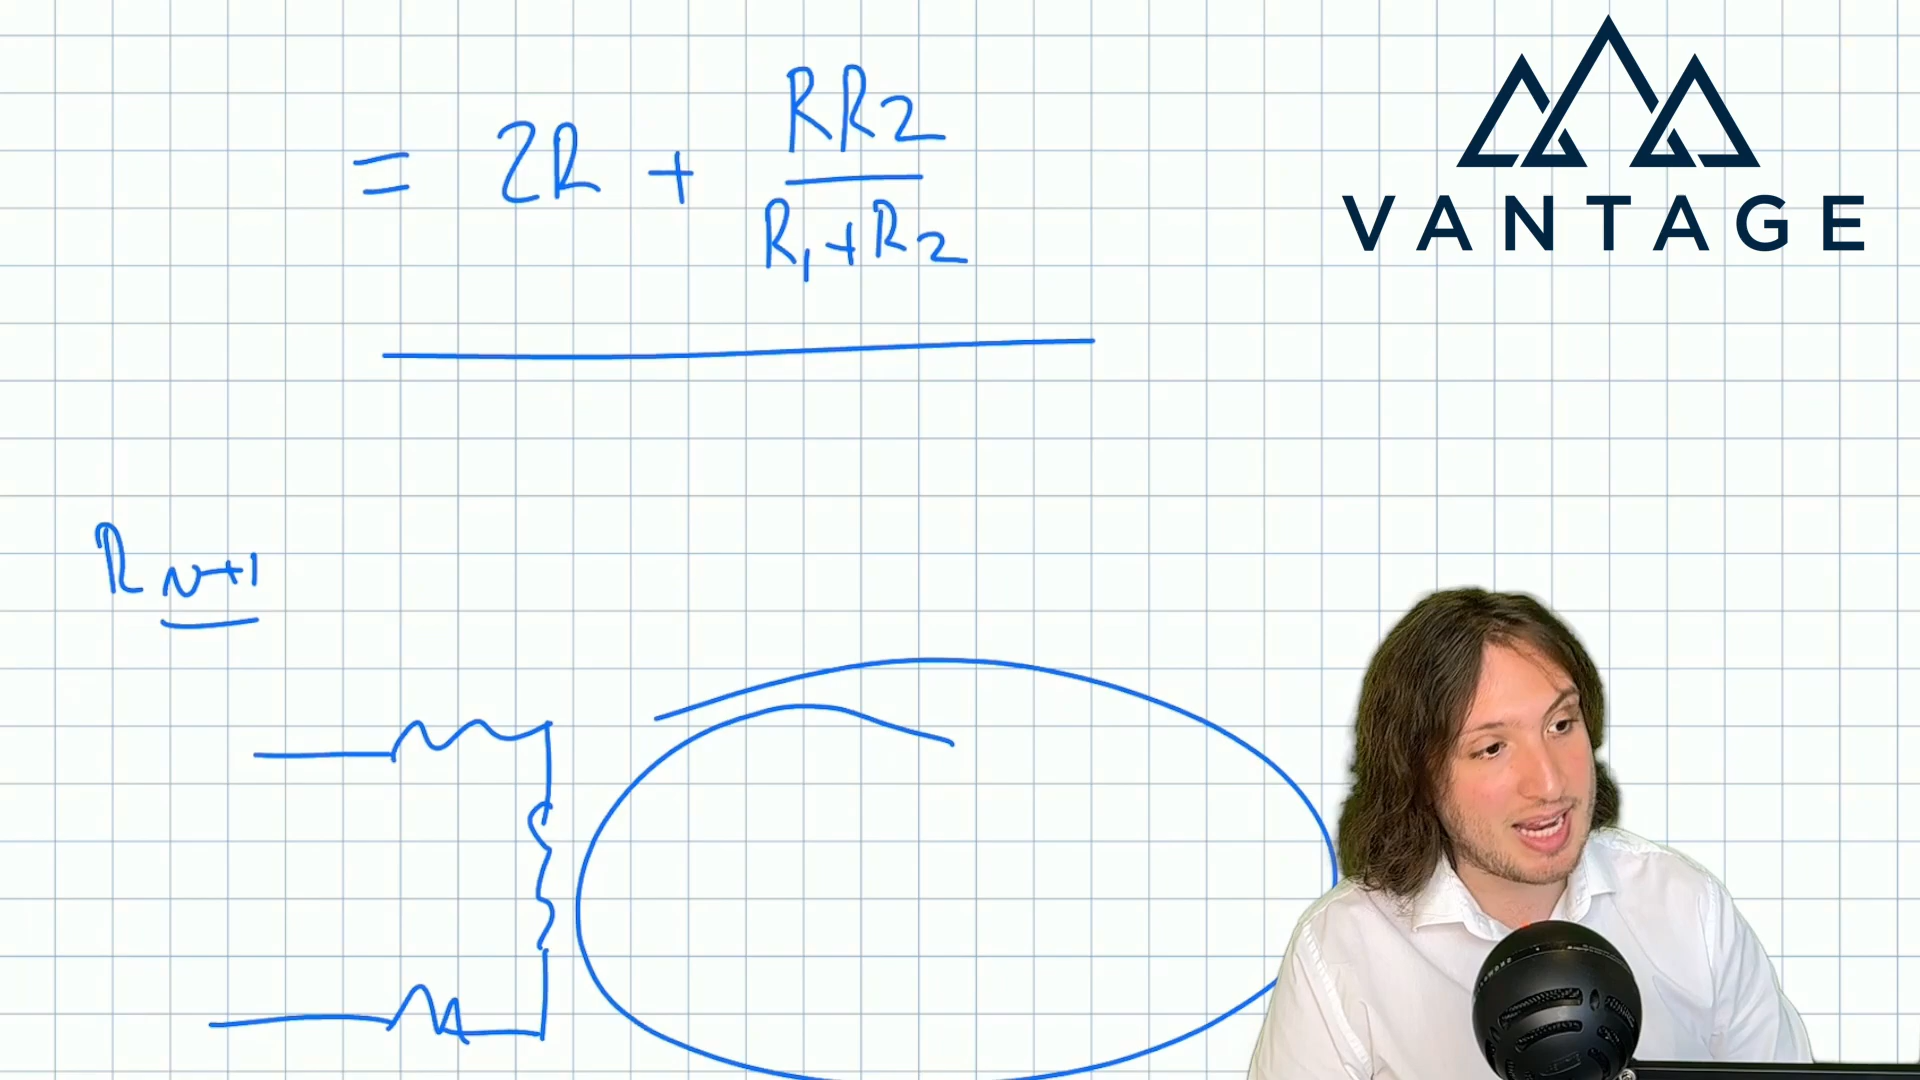 = 2R + RR2 / R1+R2
VANTAGE
RN+1